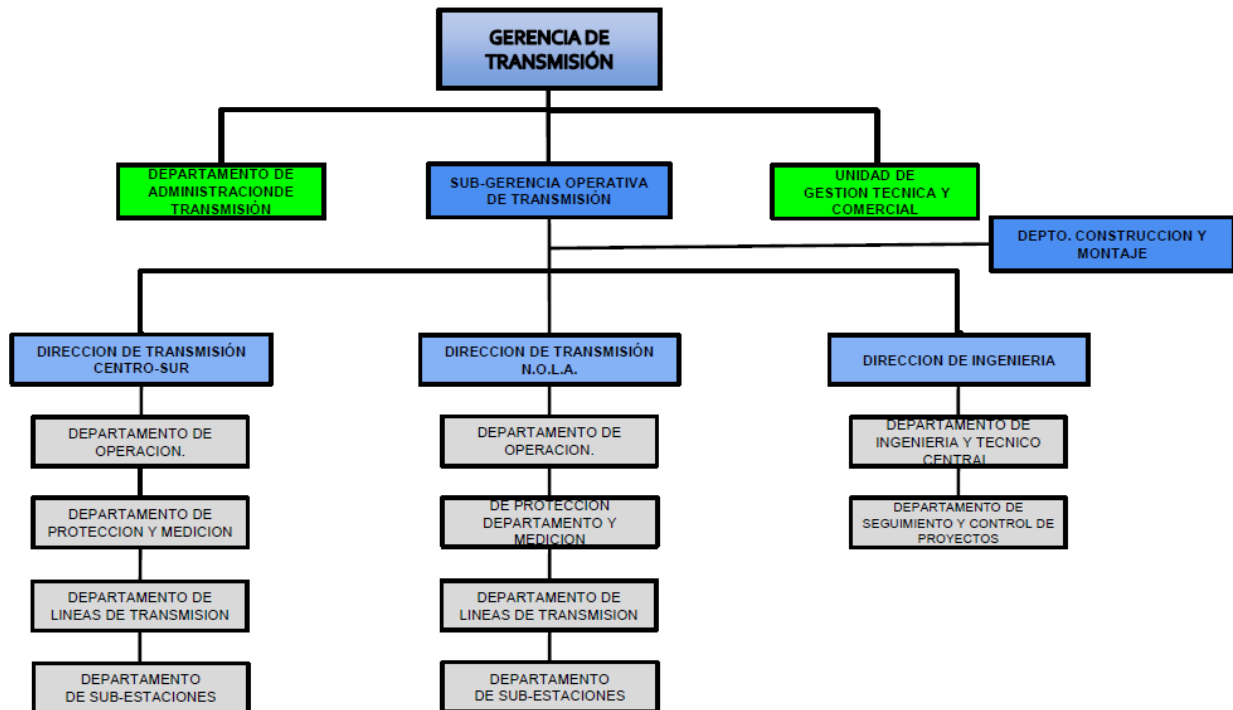 GERENCIA DE
TRANSMISIÓN
DEPARTAMENTO DE
ADMINISTRACIONDE
TRANSMISIÓN
SUB-GERENCIA OPERATIVA
DE TRANSMISIÓN
UNIDAD DE
GESTION TECNICA Y
COMERCIAL
DEPTO. CONSTRUCCION Y
MONTAJE
DIRECCION DE TRANSMISIÓN
CENTRO-SUR
DIRECCION DE TRANSMISIÓN
N.O.L.A.
DIRECCION DE INGENIERIA
DEPARTAMENTO DE
OPERACION.
DEPARTAMENTO DE
OPERACION.
DEPARTAMENTO DE
INGENIERIA Y TECNICO
CENTRAL
DEPARTAMENTO DE
PROTECCION Y MEDICION
DE PROTECCION
DEPARTAMENTO Y
MEDICION
DEPARTAMENTO DE
SEGUIMIENTO Y CONTROL DE
PROYECTOS
DEPARTAMENTO DE
LINEAS DE TRANSMISION
DEPARTAMENTO DE
LINEAS DE TRANSMISION
DEPARTAMENTO
DE SUB-ESTACIONES
DEPARTAMENTO
DE SUB-ESTACIONES